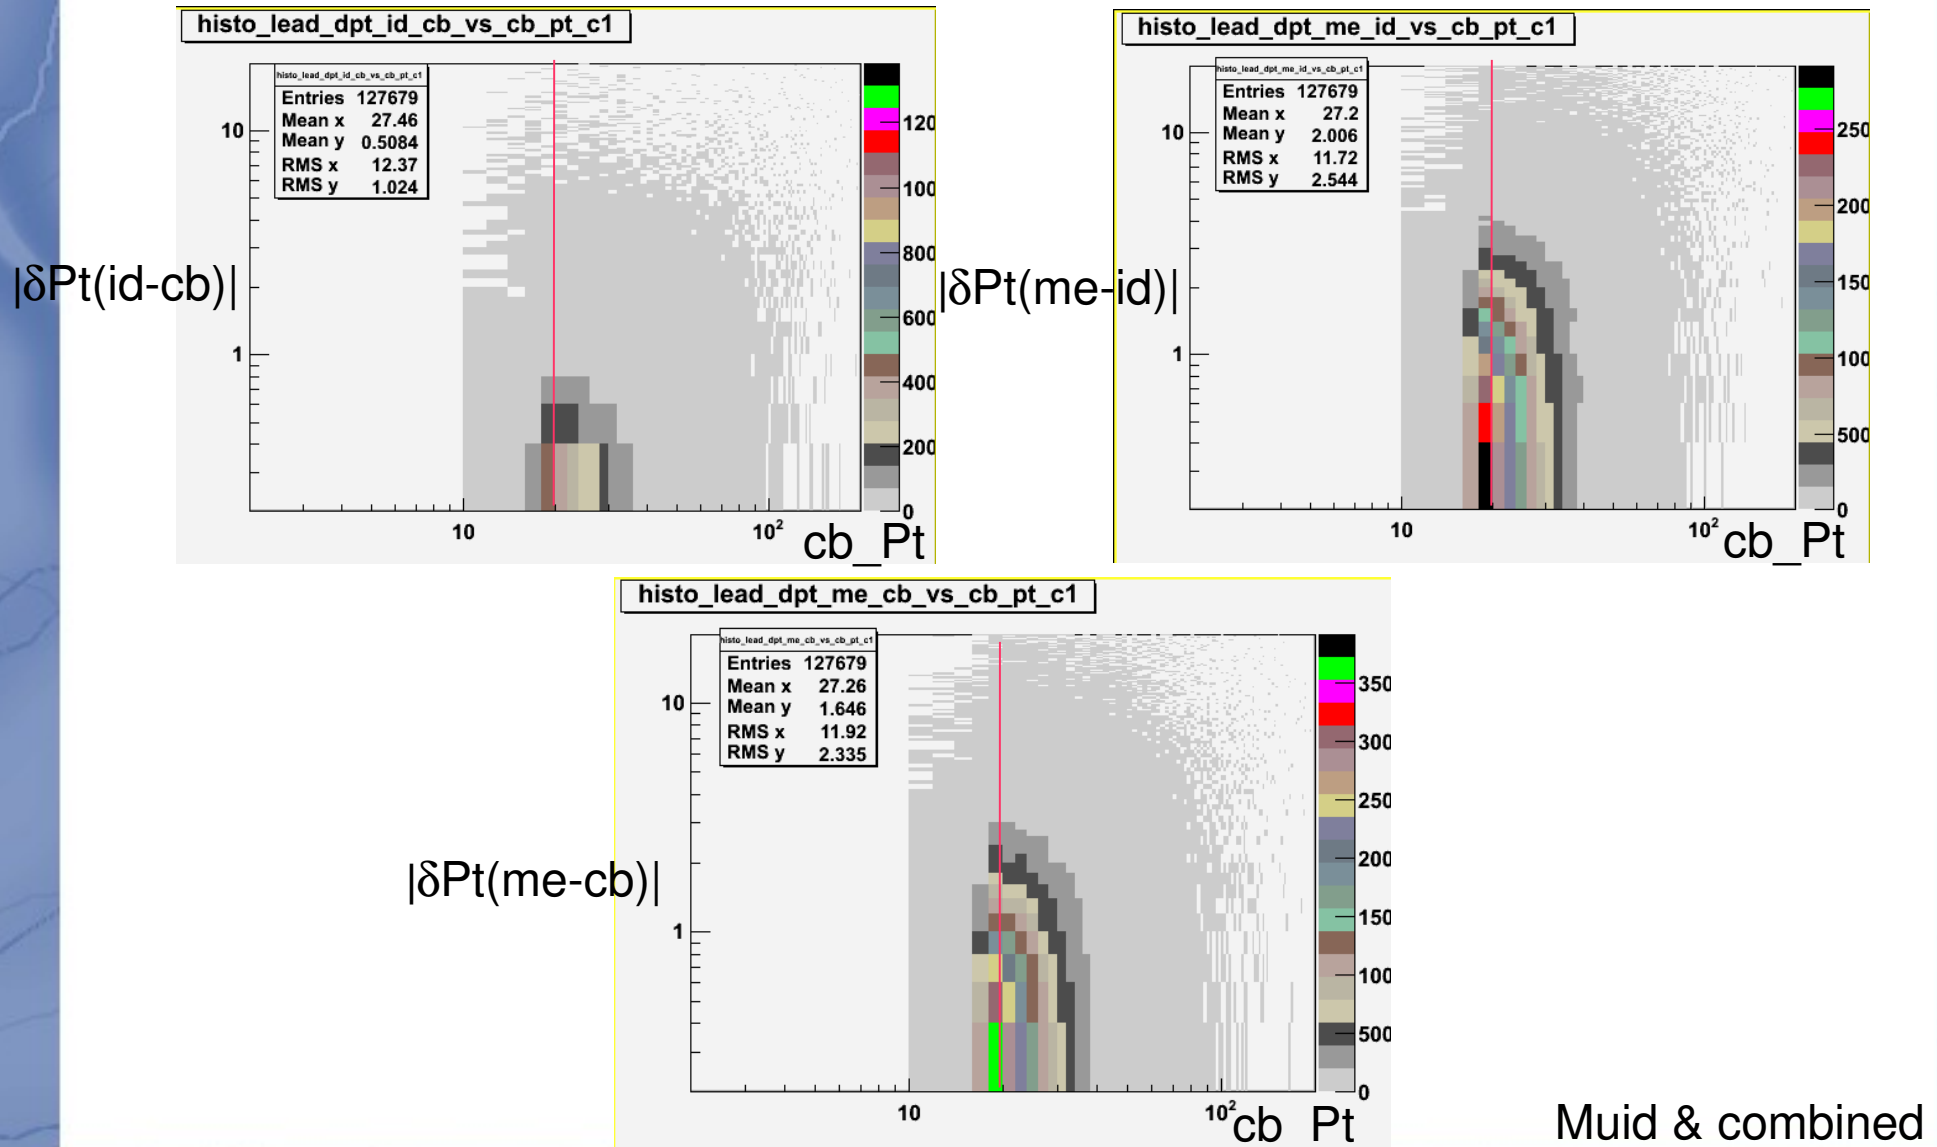 histo_lead_dpt_id_cb_vs_cb_pt_c1
histo_lead_dpt_id_cb_vs_cb_pt_c1
Entries 127679
Mean x 27.46
Mean y 0.5084
RMS x 12.37
RMS y 1.024
10
1
|δPt(id-cb)|
10
10²
cb_Pt
120
100
800
600
400
200
0
histo_lead_dpt_me_id_vs_cb_pt_c1
histo_lead_dpt_me_id_vs_cb_pt_c1
Entries 127679
Mean x 27.2
Mean y 2.006
RMS x 11.72
RMS y 2.544
10
1
|δPt(me-id)|
10
10²
cb_Pt
250
200
150
100
500
0
histo_lead_dpt_me_cb_vs_cb_pt_c1
histo_lead_dpt_me_cb_vs_cb_pt_c1
Entries 127679
Mean x 27.26
Mean y 1.646
RMS x 11.92
RMS y 2.335
10
1
|δPt(me-cb)|
10
10²
cb_Pt
350
300
250
200
150
100
500
0
Muid & combined